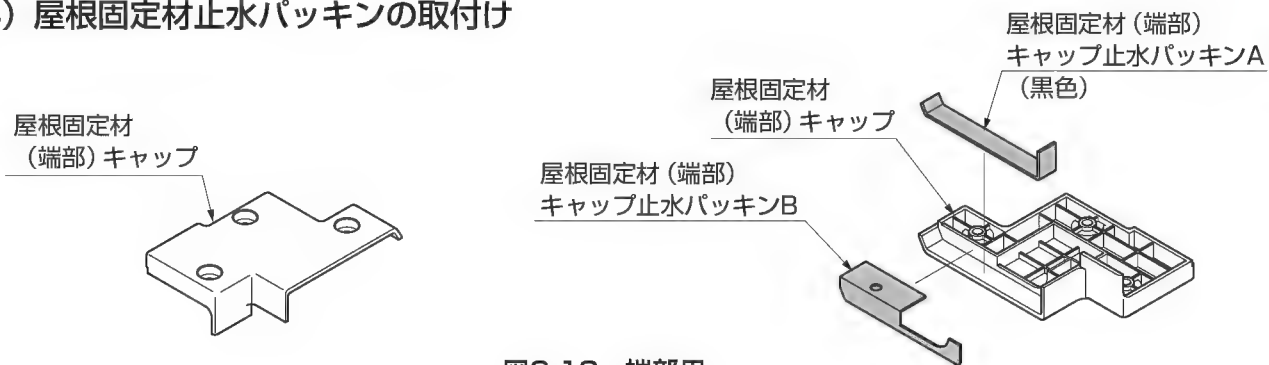 ）屋根固定材止水パッキンの取付け
屋根固定材
（端部）キャップ
屋根固定材（端部）
キャップ止水パッキンA
（黒色）
屋根固定材
（端部）キャップ
屋根固定材（端部）
キャップ止水パッキンB